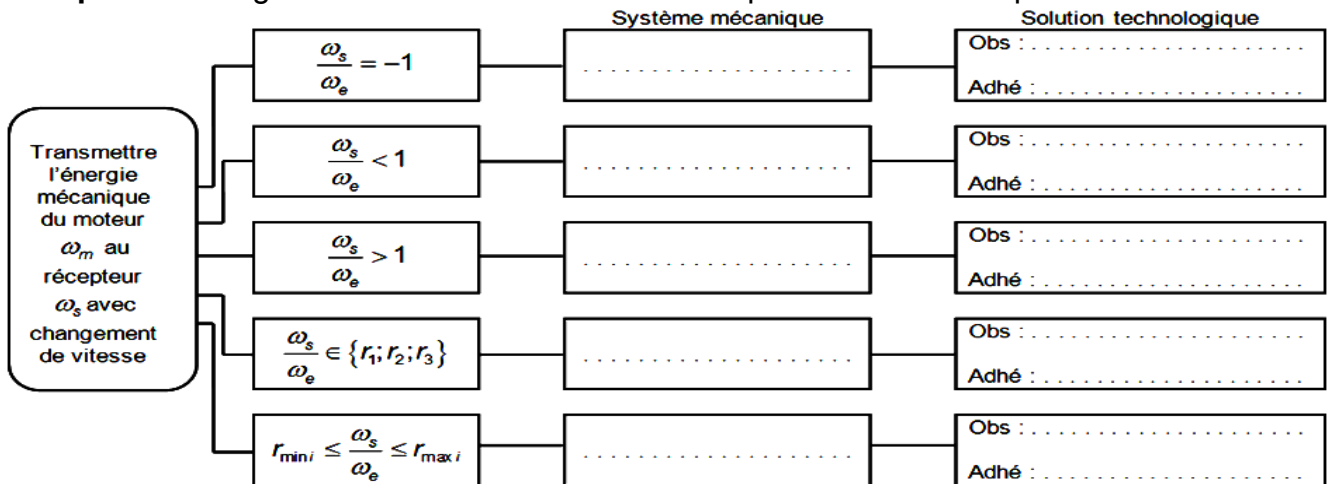 Système mécanique
Solution technologique
Transmettre
l'énergie
mécanique
du moteur
ωm au
récepteur
ωs avec
changement
de vitesse
ωs/ωe = −1
. . . . . . . . . . . . . . . . . . . .
Obs : . . . . . . . . . . . . . . . . . . . . .
Adhé : . . . . . . . . . . . . . . . . . . . .
ωs/ωe < 1
. . . . . . . . . . . . . . . . . . . .
Obs : . . . . . . . . . . . . . . . . . . . . .
Adhé : . . . . . . . . . . . . . . . . . . . .
ωs/ωe > 1
. . . . . . . . . . . . . . . . . . . .
Obs : . . . . . . . . . . . . . . . . . . . . .
Adhé : . . . . . . . . . . . . . . . . . . . .
ωs/ωe ∈ {r1; r2; r3}
. . . . . . . . . . . . . . . . . . . .
Obs : . . . . . . . . . . . . . . . . . . . . .
Adhé : . . . . . . . . . . . . . . . . . . . .
rmin i ≤ ωs/ωe ≤ rmax i
. . . . . . . . . . . . . . . . . . . .
Obs : . . . . . . . . . . . . . . . . . . . . .
Adhé : . . . . . . . . . . . . . . . . . . . .